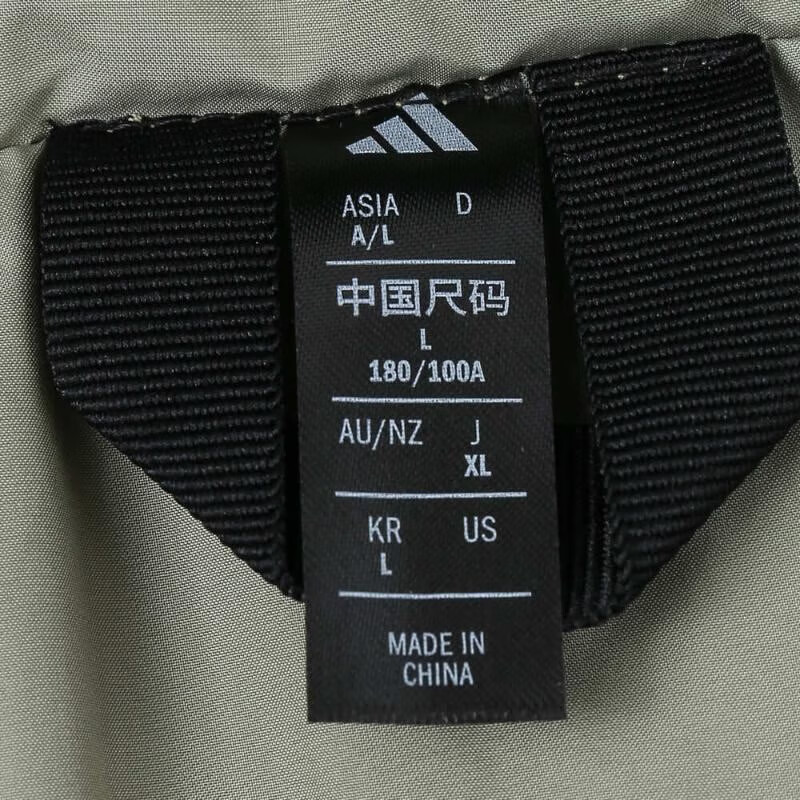 ASIA D
A/L
中国尺码
L
180/100A
AU/NZ J
XL
KR US
L
MADE IN
CHINA